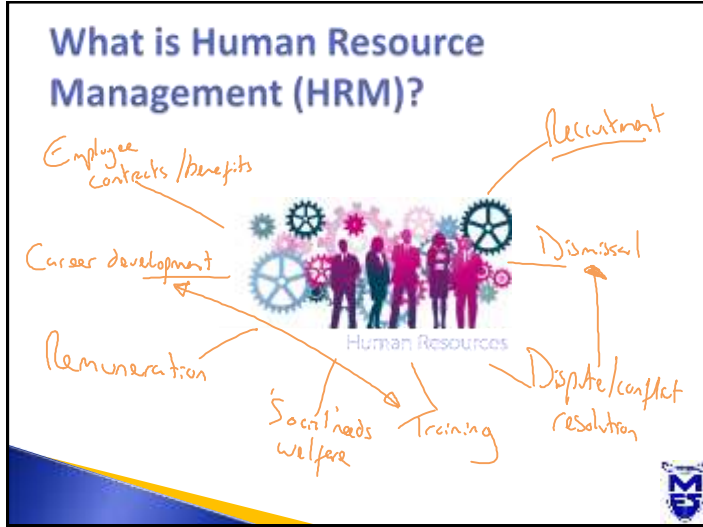 What is Human Resource
Management (HRM)?
Recruitment
Employee
contracts/benefits
Dismissal
Career development
Human Resources
Remuneration
Dispute/conflict
resolution
'Social' needs
welfare
Training
MES